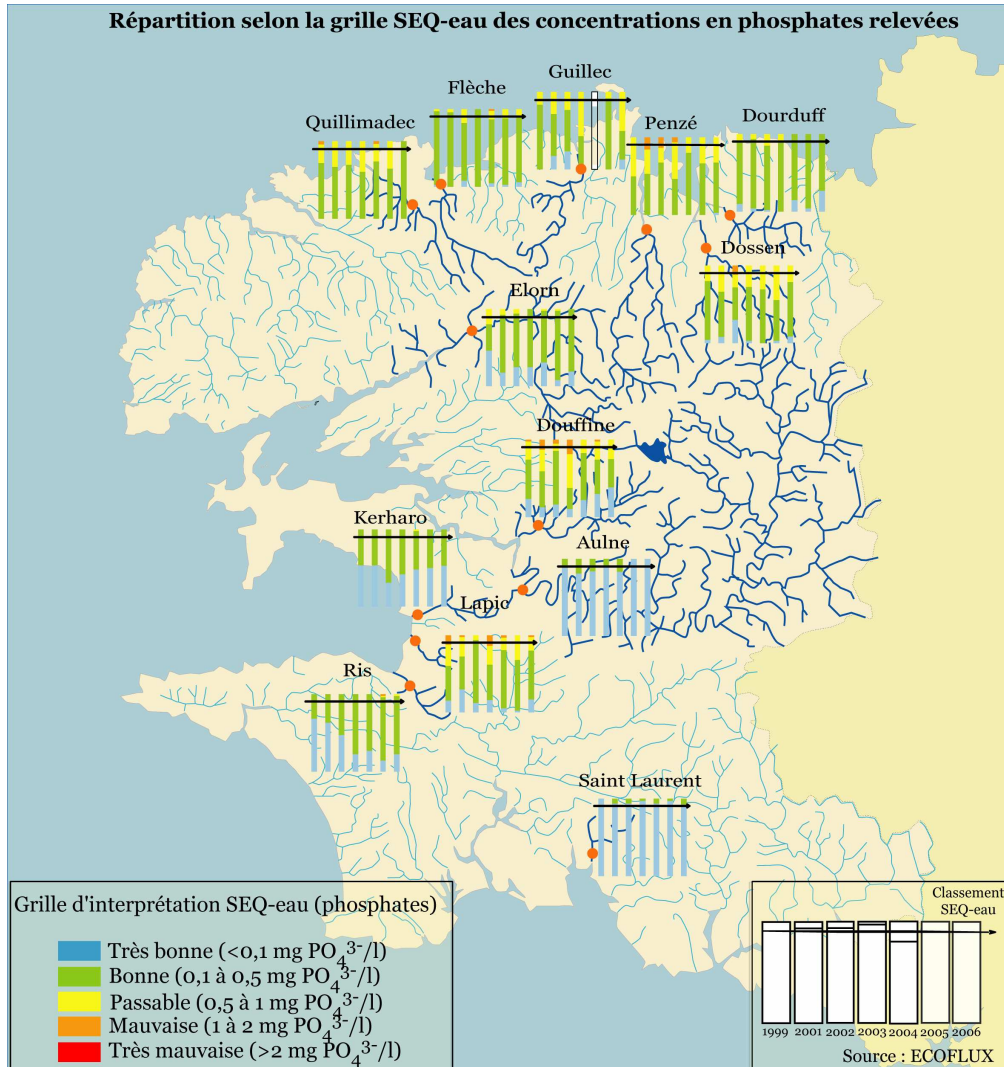 Répartition selon la grille SEQ-eau des concentrations en phosphates relevées
Guillec
Flèche
Quillimadec
Penzé
Dourduff
Dossen
Elorn
Douffine
Kerharo
Aulne
Lapic
Ris
Saint Laurent
Grille d'interprétation SEQ-eau (phosphates)
Très bonne (<0,1 mg PO₄³⁻/l)
Bonne (0,1 à 0,5 mg PO₄³⁻/l)
Passable (0,5 à 1 mg PO₄³⁻/l)
Mauvaise (1 à 2 mg PO₄³⁻/l)
Très mauvaise (>2 mg PO₄³⁻/l)
Classement
SEQ-eau
1999 2001 2002 2003 2004 2005 2006
Source : ECOFLUX